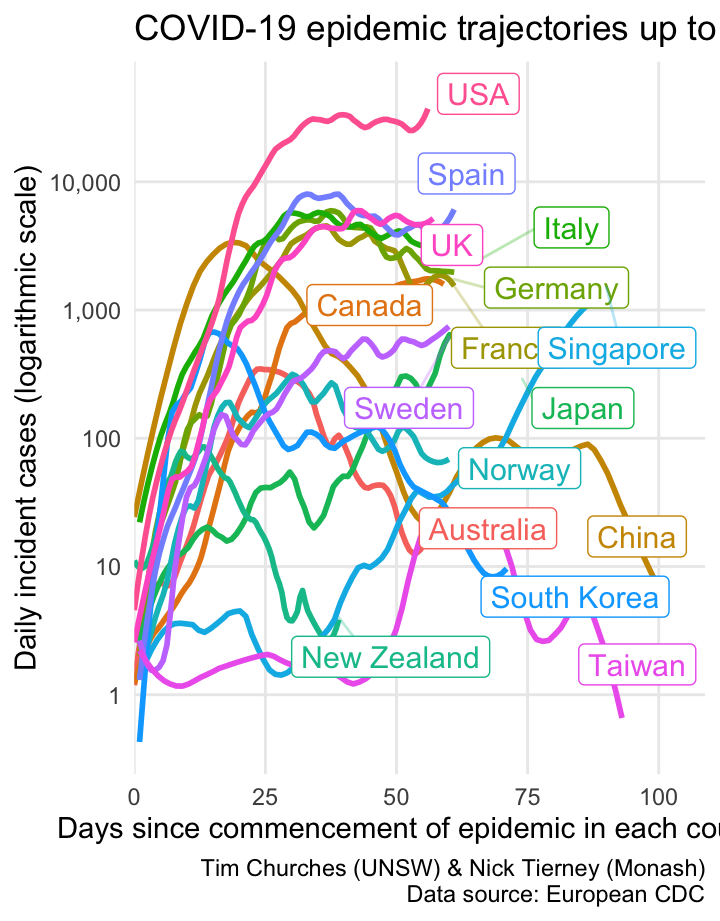 COVID-19 epidemic trajectories up to
Daily incident cases (logarithmic scale)
USA
10,000
Spain
Italy
UK
Germany
1,000
Canada
Franc
Singapore
Sweden
Japan
100
Norway
Australia
China
10
South Korea
New Zealand
Taiwan
1
0 25 50 75 100
Days since commencement of epidemic in each cou
Tim Churches (UNSW) & Nick Tierney (Monash)
Data source: European CDC